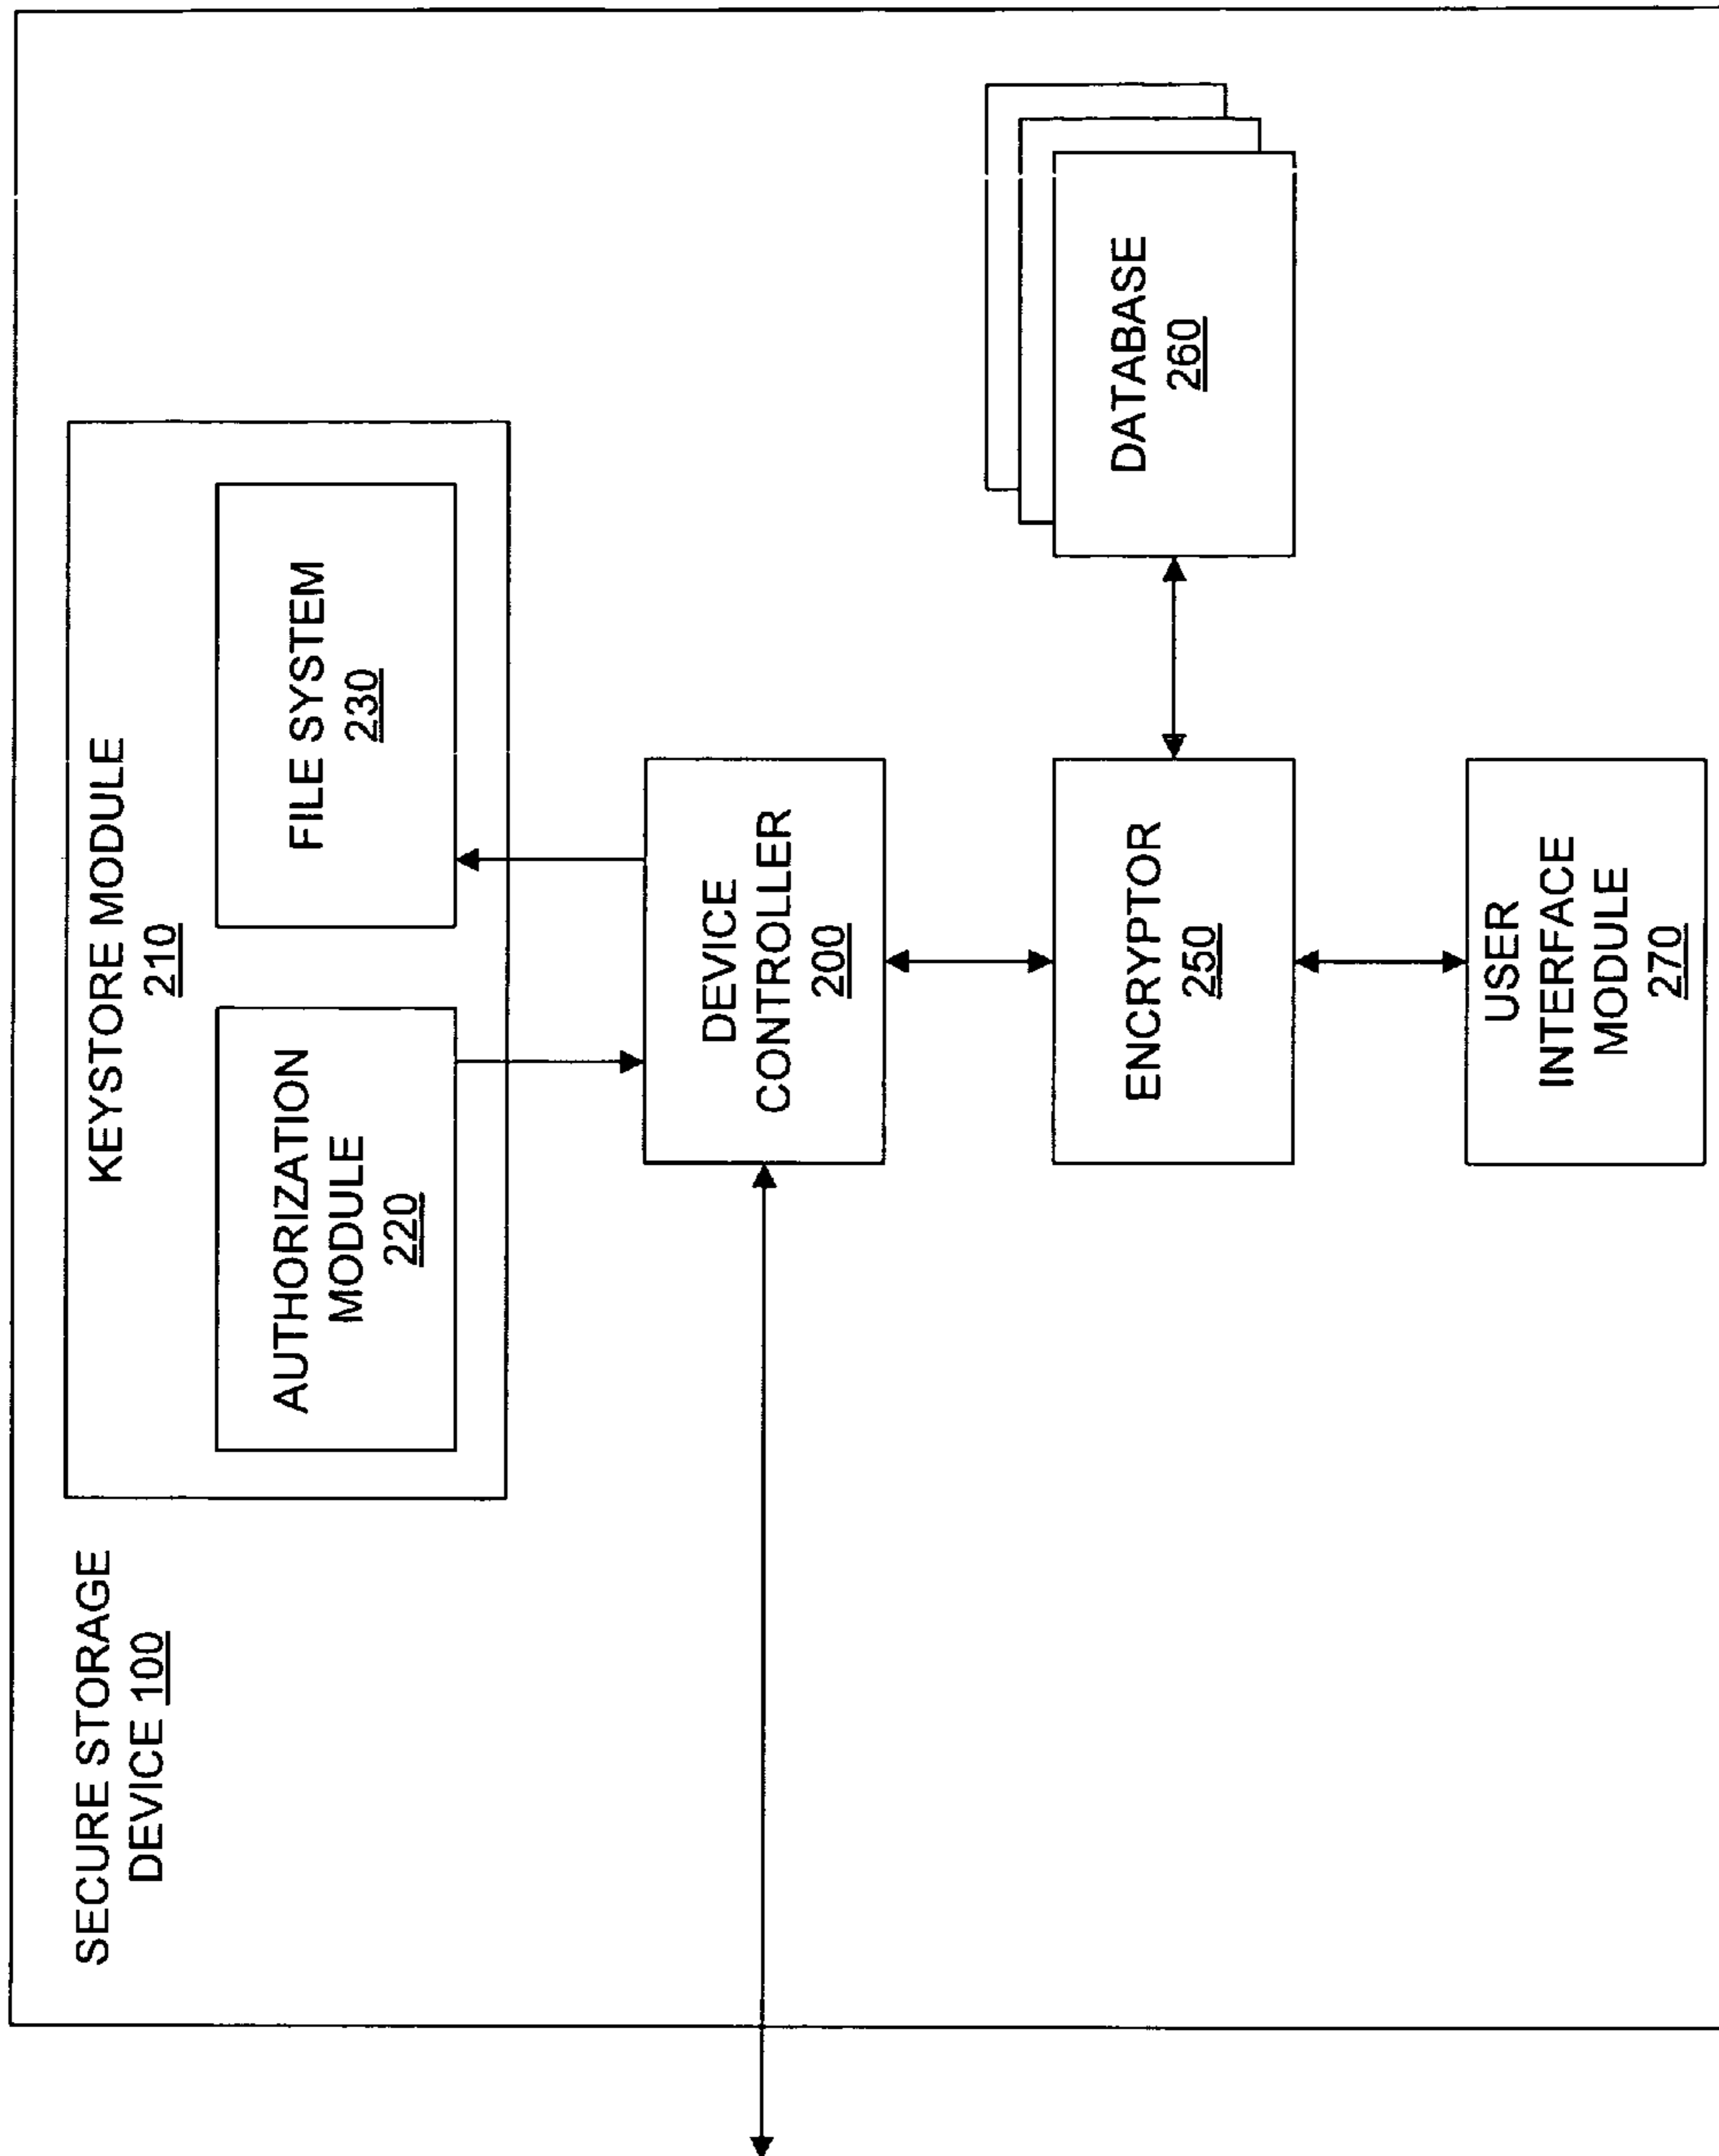 SECURE STORAGE
DEVICE 100
KEYSTORE MODULE
210
AUTHORIZATION
MODULE
220
FILE SYSTEM
230
DEVICE
CONTROLLER
200
ENCRYPTOR
250
DATABASE
260
USER
INTERFACE
MODULE
270